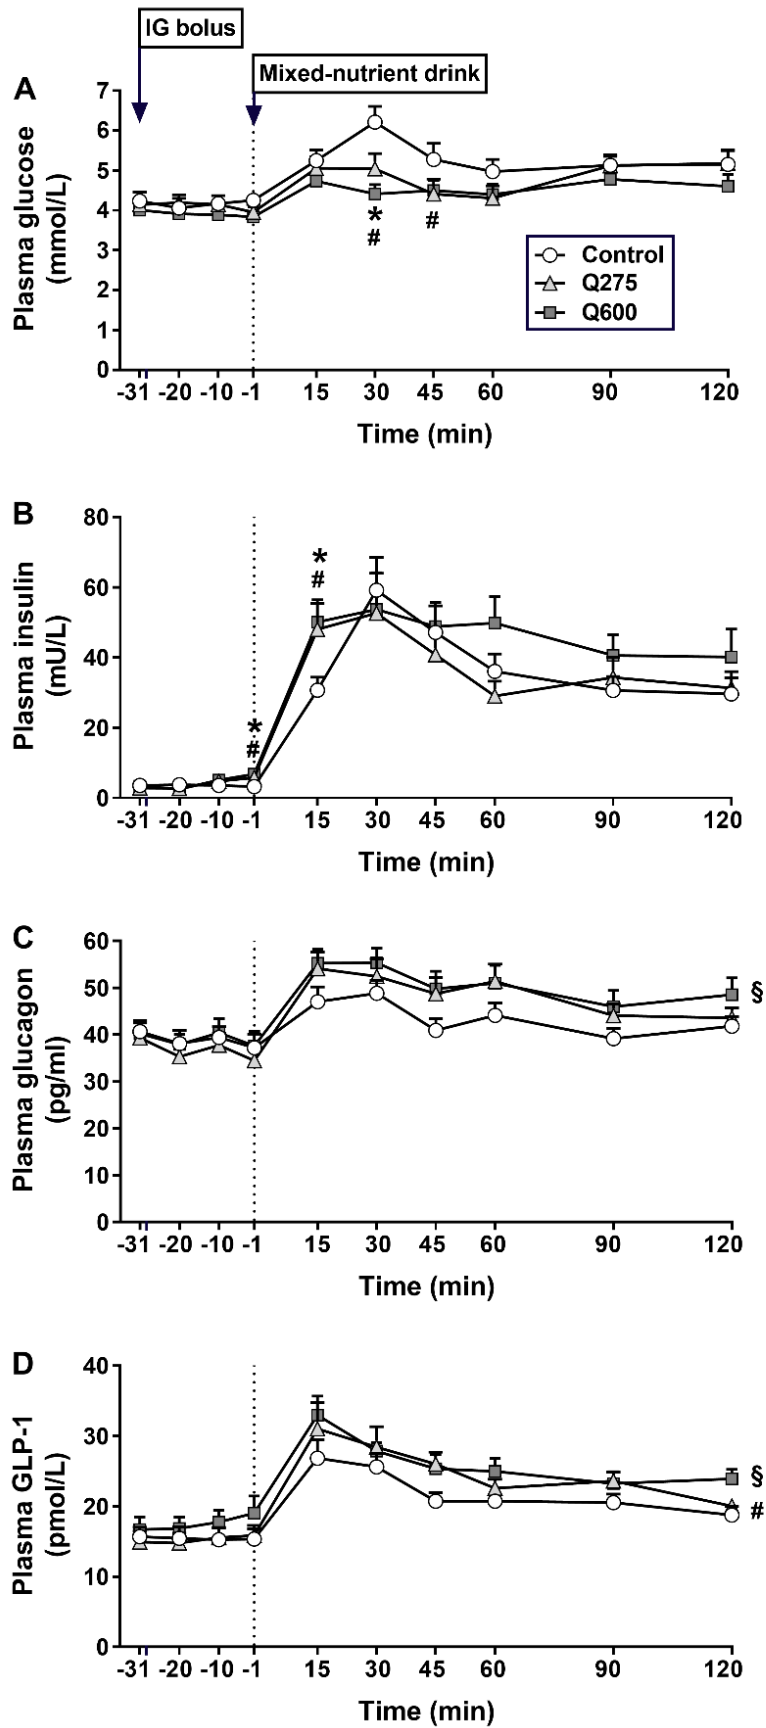 IG bolus
Mixed-nutrient drink
A
Plasma glucose
(mmol/L)
7
6
5
4
3
2
1
0
*
#
#
Control
Q275
Q600
-31 -20 -10 -1 15 30 45 60 90 120
Time (min)
B
Plasma insulin
(mU/L)
80
60
40
20
0
*
#
*
#
-31 -20 -10 -1 15 30 45 60 90 120
Time (min)
C
Plasma glucagon
(pg/ml)
60
50
40
30
20
10
0
§
-31 -20 -10 -1 15 30 45 60 90 120
Time (min)
D
Plasma GLP-1
(pmol/L)
40
30
20
10
0
§
#
-31 -20 -10 -1 15 30 45 60 90 120
Time (min)